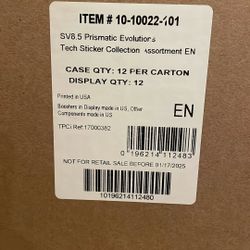 ITEM # 10-10022-101
SV8.5 Prismatic Evolutions
Tech Sticker Collection Assortment EN
CASE QTY: 12 PER CARTON
DISPLAY QTY: 12
Printed in USA
Boosters in Display made in US, Other
Components made in US
EN
TPCi Ref:17000382
0 196214 112483
NOT FOR RETAIL SALE BEFORE 01/17/2025
10196214112480